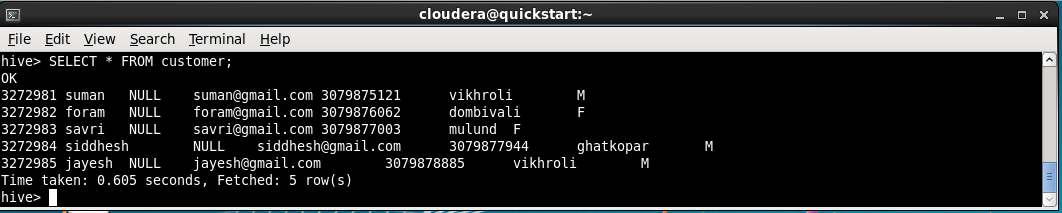 cloudera@quickstart:~
File Edit View Search Terminal Help
hive> SELECT * FROM customer;
OK
3272981 suman NULL suman@gmail.com 3079875121 vikhroli M
3272982 foram NULL foram@gmail.com 3079876062 dombivali F
3272983 savri NULL savri@gmail.com 3079877003 mulund F
3272984 siddhesh NULL siddhesh@gmail.com 3079877944 ghatkopar M
3272985 jayesh NULL jayesh@gmail.com 3079878885 vikhroli M
Time taken: 0.605 seconds, Fetched: 5 row(s)
hive>